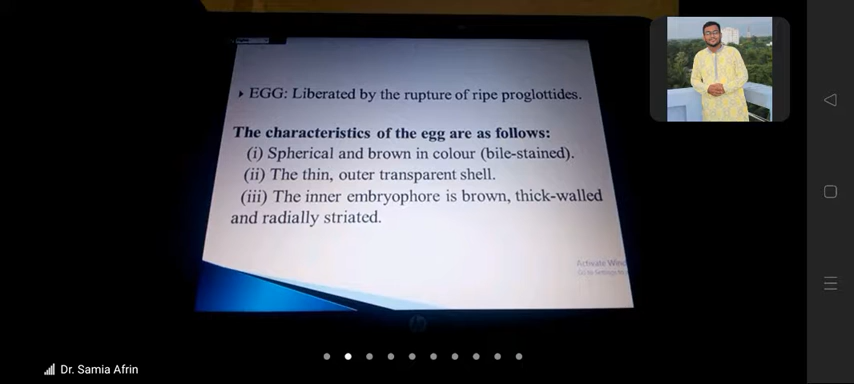 ▸ EGG: Liberated by the rupture of ripe proglottides.
The characteristics of the egg are as follows:
(i) Spherical and brown in colour (bile-stained).
(ii) The thin, outer transparent shell.
(iii) The inner embryophore is brown, thick-walled
and radially striated.
Activate Wind
hp
Dr. Samia Afrin